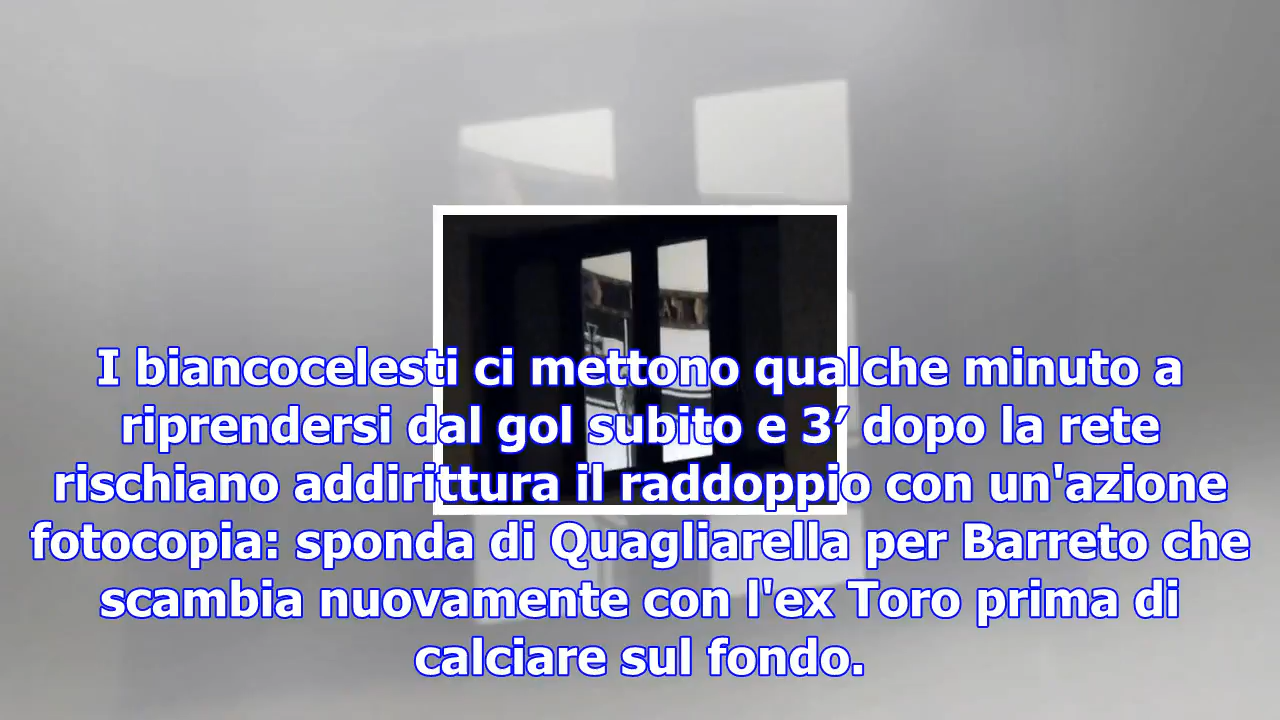 I biancocelesti ci mettono qualche minuto a
riprendersi dal gol subito e 3′ dopo la rete
rischiano addirittura il raddoppio con un'azione
fotocopia: sponda di Quagliarella per Barreto che
scambia nuovamente con l'ex Toro prima di
calciare sul fondo.